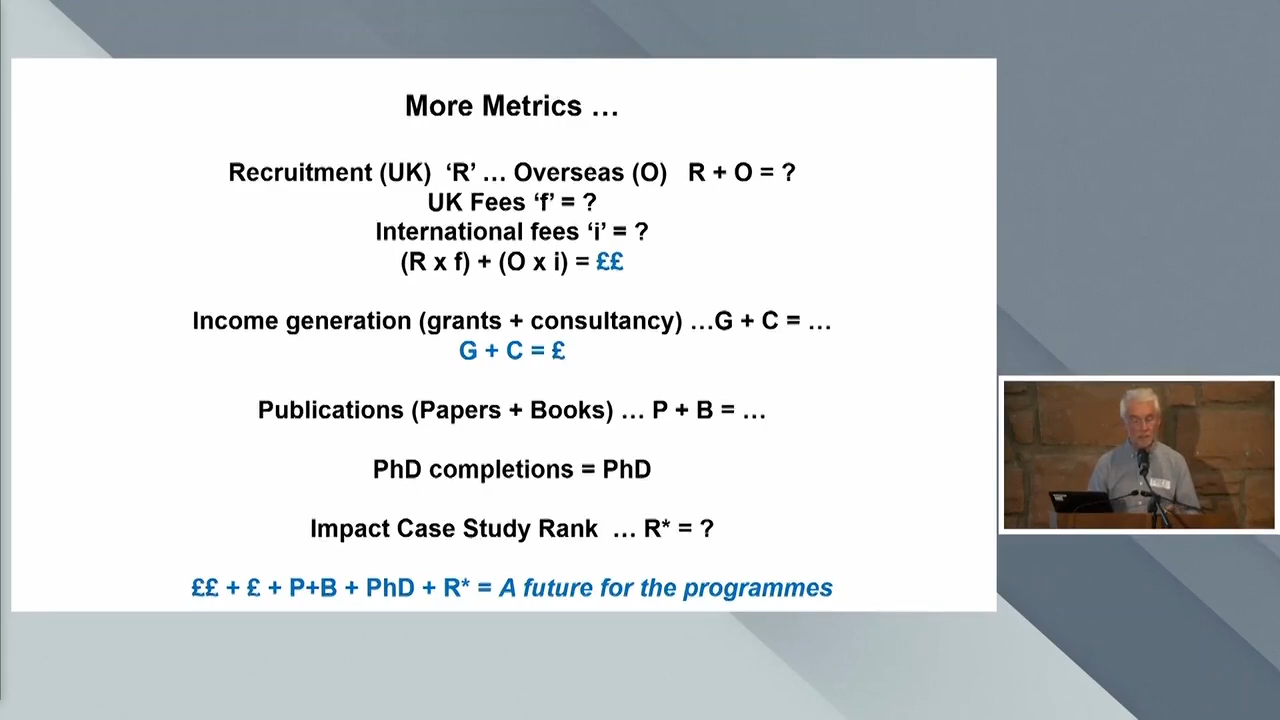 More Metrics …
Recruitment (UK) ‘R’ … Overseas (O) R + O = ?
UK Fees ‘f’ = ?
International fees ‘i’ = ?
(R x f) + (O x i) = ££
Income generation (grants + consultancy) …G + C = …
G + C = £
Publications (Papers + Books) … P + B = …
PhD completions = PhD
Impact Case Study Rank … R* = ?
££ + £ + P+B + PhD + R* = A future for the programmes